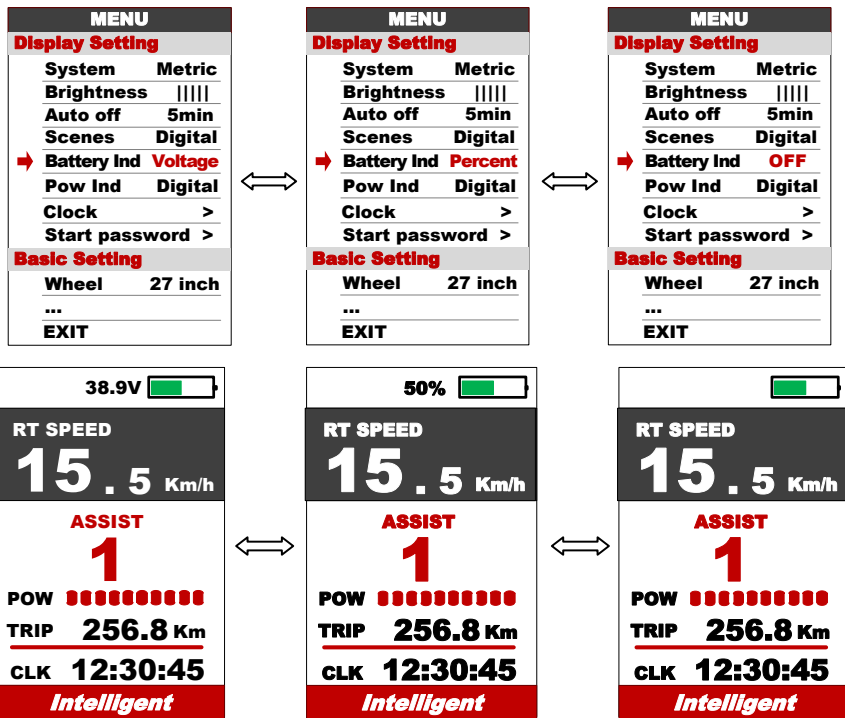 MENU
Display Setting
System Metric
Brightness |||||
Auto off 5min
Scenes Digital
Battery Ind Voltage
Pow Ind Digital
Clock >
Start password >
Basic Setting
Wheel 27 inch
...
EXIT
MENU
Display Setting
System Metric
Brightness |||||
Auto off 5min
Scenes Digital
Battery Ind Percent
Pow Ind Digital
Clock >
Start password >
Basic Setting
Wheel 27 inch
...
EXIT
MENU
Display Setting
System Metric
Brightness |||||
Auto off 5min
Scenes Digital
Battery Ind OFF
Pow Ind Digital
Clock >
Start password >
Basic Setting
Wheel 27 inch
...
EXIT
38.9V
RT SPEED
15.5 Km/h
ASSIST
1
POW
TRIP 256.8 Km
CLK 12:30:45
Intelligent
50%
RT SPEED
15.5 Km/h
ASSIST
1
POW
TRIP 256.8 Km
CLK 12:30:45
Intelligent
RT SPEED
15.5 Km/h
ASSIST
1
POW
TRIP 256.8 Km
CLK 12:30:45
Intelligent